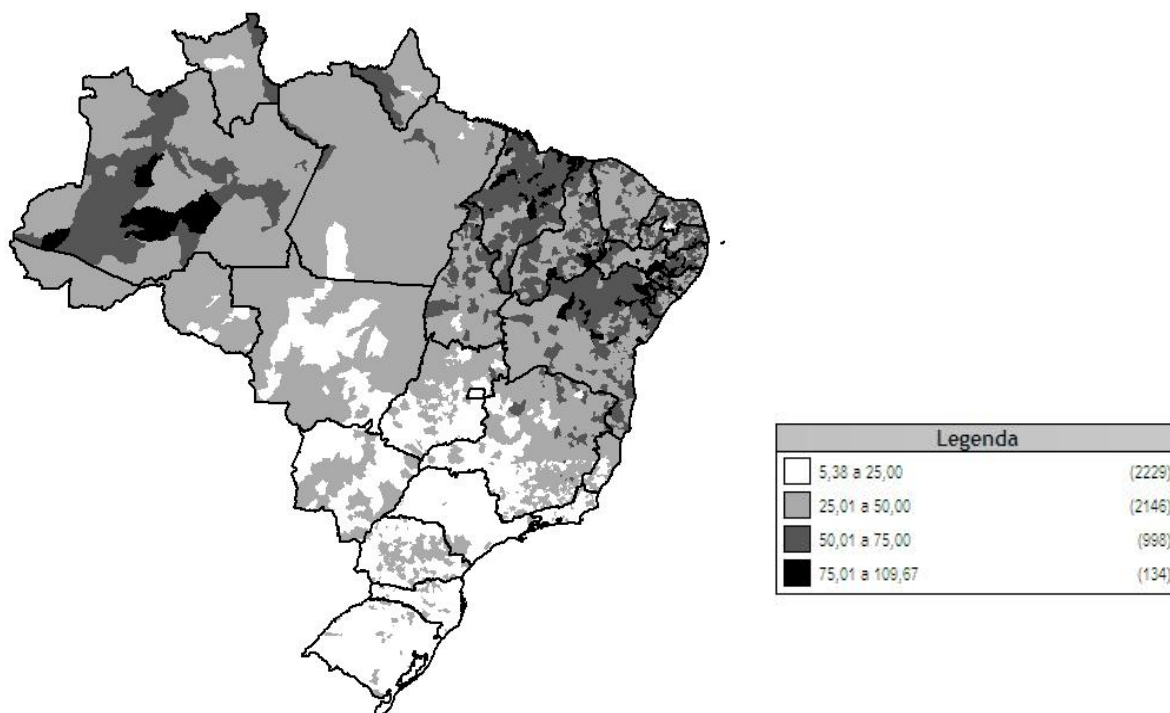 Legenda
5,38 a 25,00 (2229)
25,01 a 50,00 (2146)
50,01 a 75,00 (998)
75,01 a 109,67 (134)